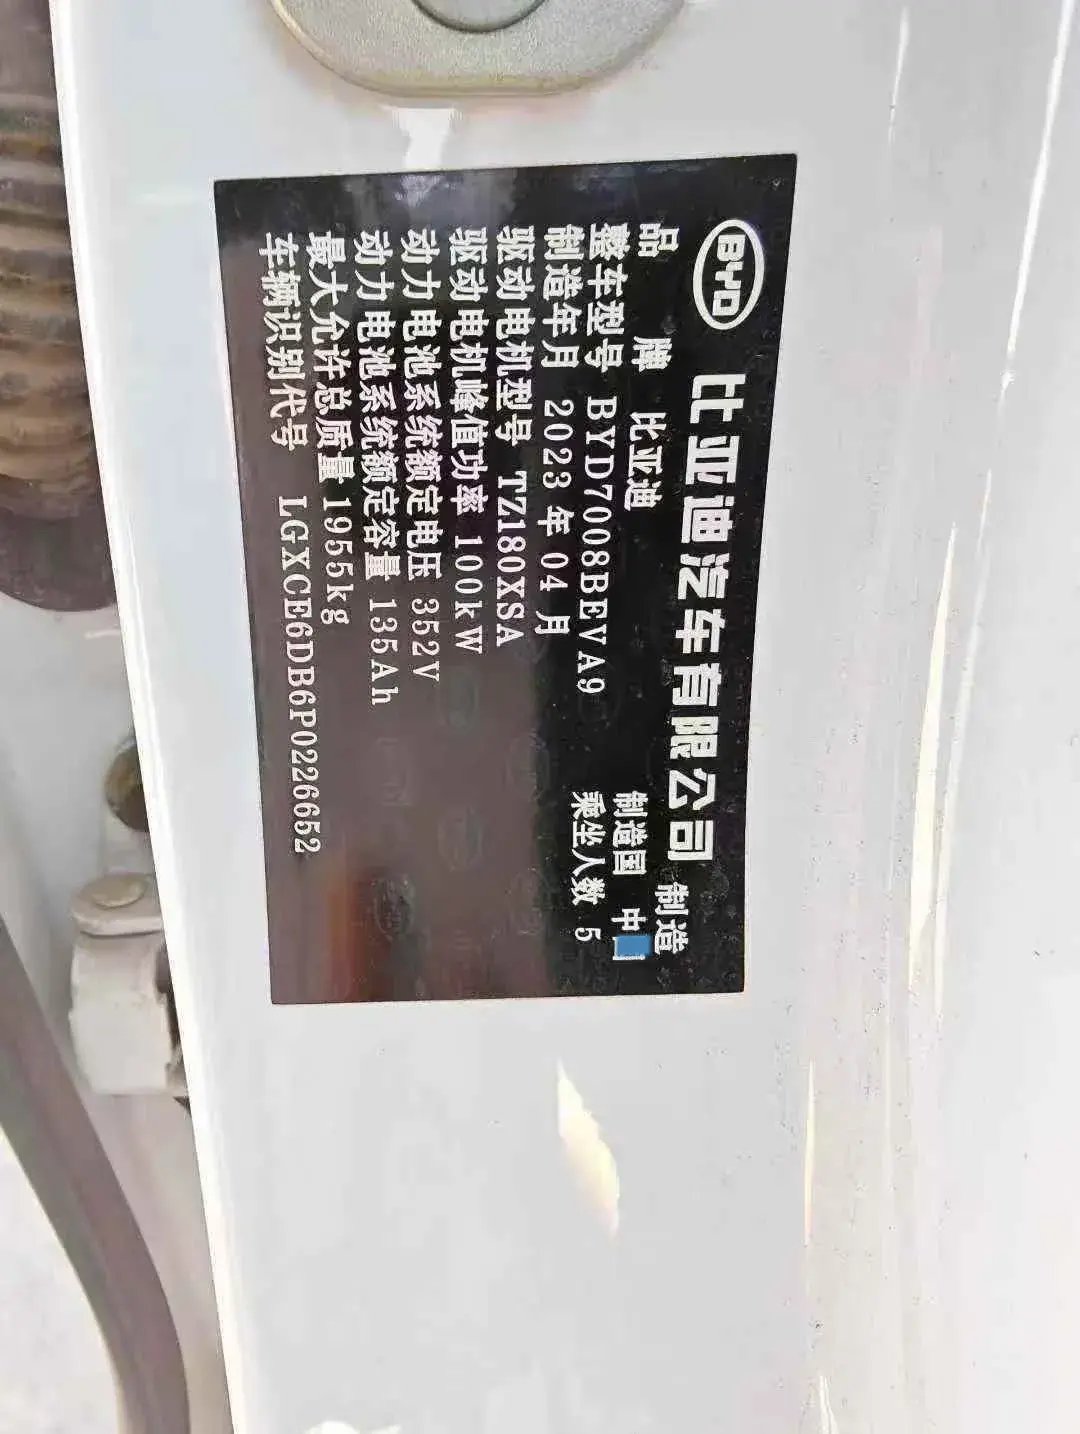 BYD 比亚迪汽车有限公司 制造
品牌 比亚迪 制造国 中
整车型号 BYD7008BEVA9 乘坐人数 5
制造年月 2023年04月
驱动电机型号 TZ180XSA
驱动电机峰值功率 100kW
动力电池系统额定电压 352V
动力电池系统额定容量 135Ah
最大允许总质量 1955kg
车辆识别代号 LGXCE6DB6P0226652